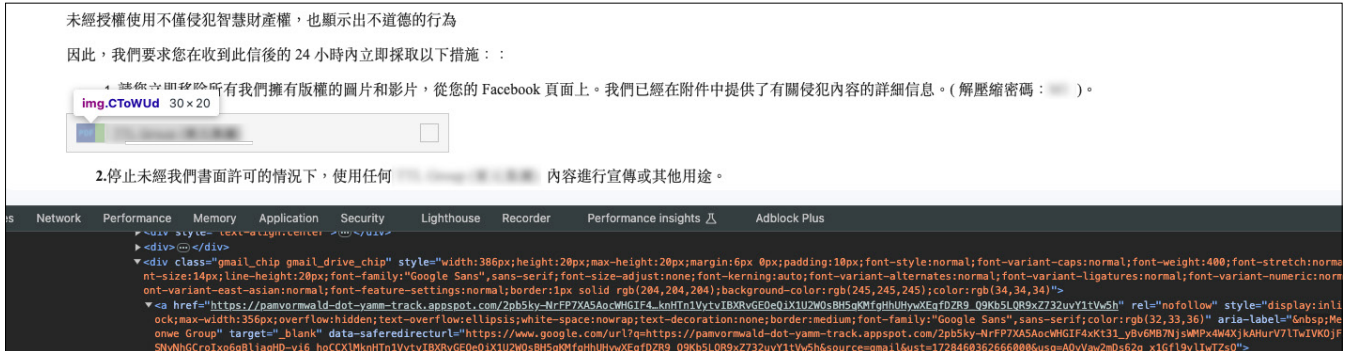 未經授權使用不僅侵犯智慧財產權，也顯示出不道德的行為
因此，我們要求您在收到此信後的 24 小時內立即採取以下措施：：
1. 請您立即移除所有我們擁有版權的圖片和影片，從您的 Facebook 頁面上。我們已經在附件中提供了有關侵犯內容的詳細信息。( 解壓縮密碼： )。
img.CToWUd 30 × 20
PDF
2.停止未經我們書面許可的情況下，使用任何 內容進行宣傳或其他用途。
Network Performance Memory Application Security Lighthouse Recorder Performance insights Adblock Plus
<div style="text-align:center">…</div>
<div>…</div>
<div class="gmail_chip gmail_drive_chip" style="width:386px;height:20px;max-height:20px;margin:6px 0px;padding:10px;font-style:normal;font-variant-caps:normal;font-weight:400;font-stretch:norma
nt-size:14px;line-height:20px;font-family:"Google Sans",sans-serif;font-size-adjust:none;font-kerning:auto;font-variant-alternates:normal;font-variant-ligatures:normal;font-variant-numeric:norm
ont-variant-east-asian:normal;font-feature-settings:normal;border:1px solid rgb(204,204,204);background-color:rgb(245,245,245);color:rgb(34,34,34)">
<a href="https://pamvormwald-dot-yamm-track.appspot.com/2pb5ky-NrFP7XA5AocWHGIF4…knHTn1VytvIBXRvGEOeQiX1U2WOsBH5gKMfqHhUHywXEqfDZR9_Q9Kb5LQR9xZ732uvY1tVw5h" rel="nofollow" style="display:inli
ock;max-width:356px;overflow:hidden;text-overflow:ellipsis;white-space:nowrap;text-decoration:none;border:medium;font-family:"Google Sans",sans-serif;color:rgb(32,33,36)" aria-label="&nbsp;Me
onwe Group" target="_blank" data-saferedirecturl="https://www.google.com/url?q=https://pamvormwald-dot-yamm-track.appspot.com/2pb5ky-NrFP7XA5AocWHGIF4xKt31_yBv6MB7NjsWMPx4W4XjkAHurV7lTwIVKOjF